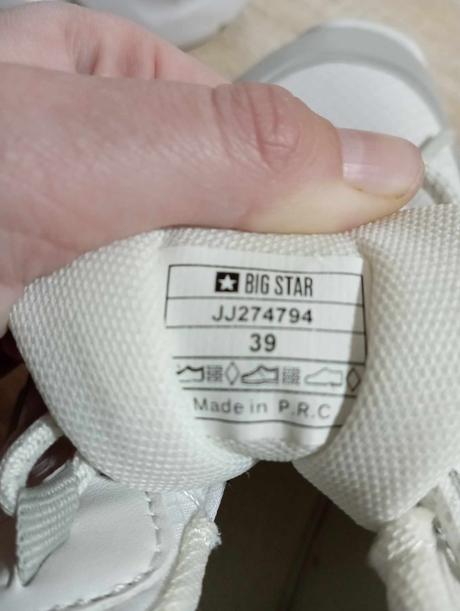 BIG STAR
JJ274794
39
Made in P.R.C